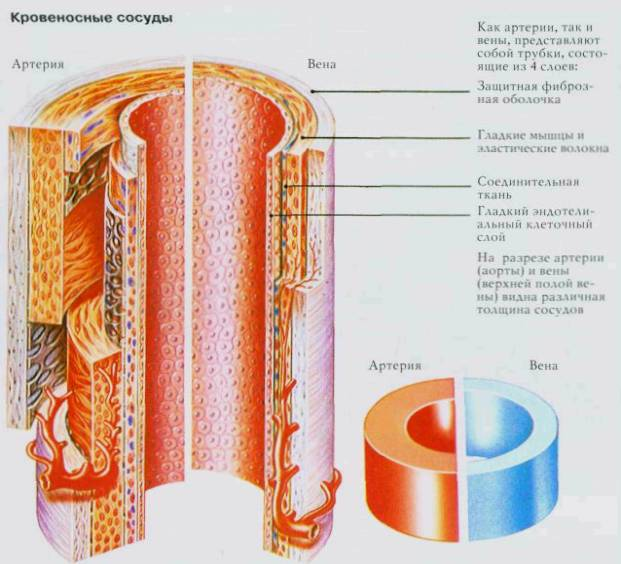 Кровеносные сосуды
Артерия
Вена
Как артерии, так и
вены, представляют
собой трубки, состо-
ящие из 4 слоев:
Защитная фиброз-
ная оболочка
Гладкие мышцы и
эластические волокна
Соединительная
ткань
Гладкий эндотели-
альный клеточный
слой
На разрезе артерии
(аорты) и вены
(верхней полой ве-
ны) видна различная
толщина сосудов
Артерия
Вена